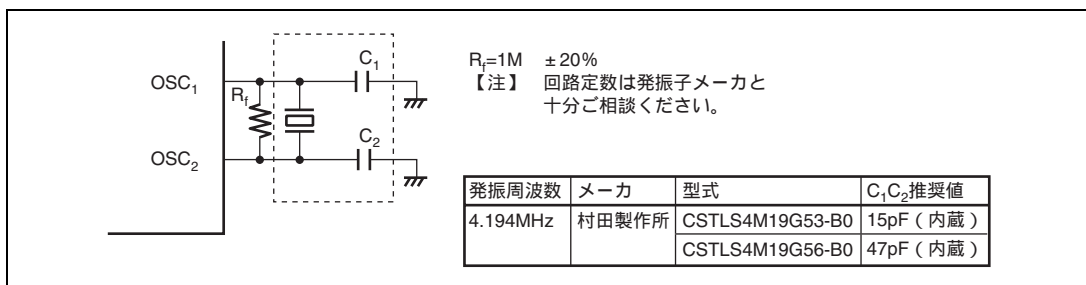 OSC₁
R_f
C₁
OSC₂
C₂
R_f=1M ±20%
【注】 回路定数は発振子メーカと
十分ご相談ください。
発振周波数 メーカ 型式 C₁C₂推奨値
4.194MHz 村田製作所 CSTLS4M19G53-B0 15pF（内蔵）
CSTLS4M19G56-B0 47pF（内蔵）